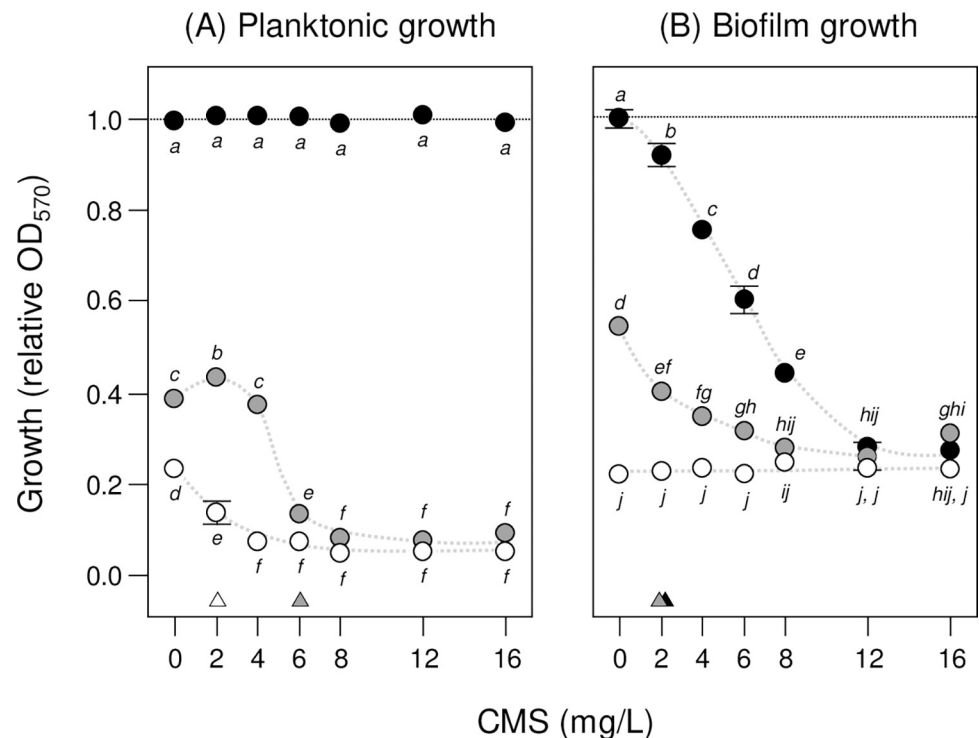 (A) Planktonic growth
(B) Biofilm growth
Growth (relative OD570)
1.0
0.8
0.6
0.4
0.2
0.0
a a a a a a a
c b c e f f f
d e f f f f f
0 2 4 6 8 12 16
a b c d e hij
d ef fg gh hij ghi
j j j j ij j, j hij, j
0 2 4 6 8 12 16
CMS (mg/L)